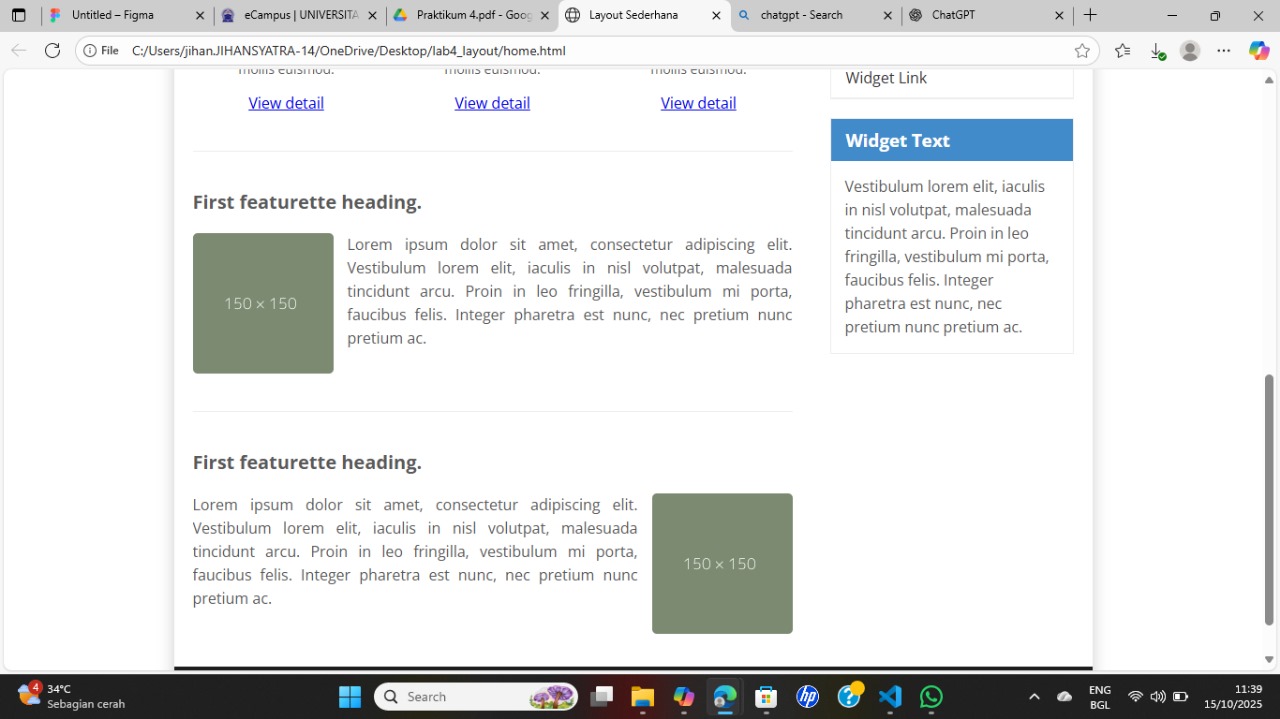 Untitled – Figma
eCampus | UNIVERSITA
Praktikum 4.pdf - Goog
Layout Sederhana
chatgpt - Search
ChatGPT
File
C:/Users/jihan.JIHANSYATRA-14/OneDrive/Desktop/lab4_layout/home.html
mollis euismod.
mollis euismod.
mollis euismod.
View detail
View detail
View detail
Widget Link
Widget Text
Vestibulum lorem elit, iaculis
in nisl volutpat, malesuada
tincidunt arcu. Proin in leo
fringilla, vestibulum mi porta,
faucibus felis. Integer
pharetra est nunc, nec
pretium nunc pretium ac.
First featurette heading.
150 × 150
Lorem ipsum dolor sit amet, consectetur adipiscing elit.
Vestibulum lorem elit, iaculis in nisl volutpat, malesuada
tincidunt arcu. Proin in leo fringilla, vestibulum mi porta,
faucibus felis. Integer pharetra est nunc, nec pretium nunc
pretium ac.
First featurette heading.
Lorem ipsum dolor sit amet, consectetur adipiscing elit.
Vestibulum lorem elit, iaculis in nisl volutpat, malesuada
tincidunt arcu. Proin in leo fringilla, vestibulum mi porta,
faucibus felis. Integer pharetra est nunc, nec pretium nunc
pretium ac.
150 × 150
4
34°C
Sebagian cerah
Search
hp
ENG
BGL
11:39
15/10/2025